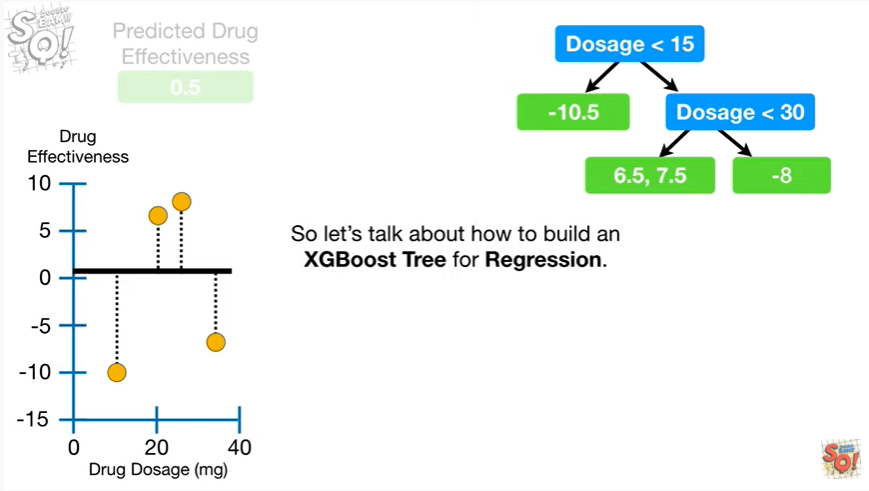 Predicted Drug
Effectiveness
0.5
Dosage < 15
-10.5
Dosage < 30
6.5, 7.5
-8
So let’s talk about how to build an
XGBoost Tree for Regression.
Drug
Effectiveness
10
5
0
-5
-10
-15
0
20
40
Drug Dosage (mg)
SQ!